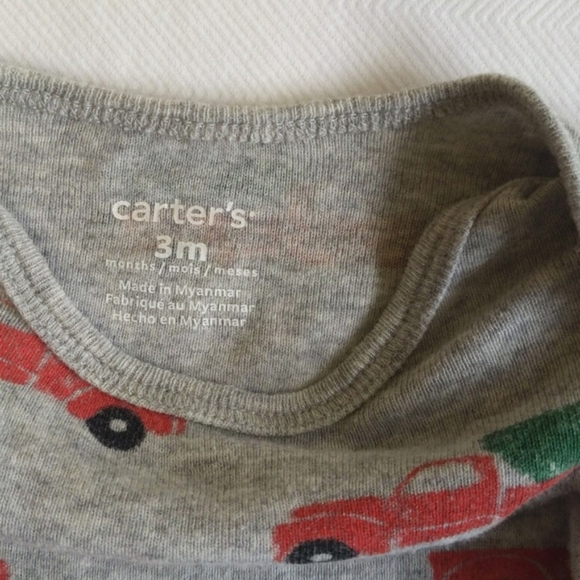 carter's
3m
months / mois / meses
Made in Myanmar
Fabriqué au Myanmar
Hecho en Myanmar